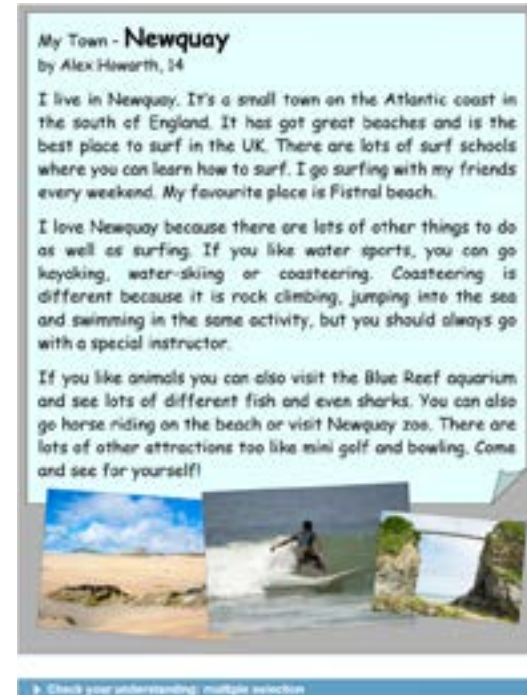 My Town - Newquay
by Alex Howarth, 14
I live in Newquay. It's a small town on the Atlantic coast in
the south of England. It has got great beaches and is the
best place to surf in the UK. There are lots of surf schools
where you can learn how to surf. I go surfing with my friends
every weekend. My favourite place is Fistral beach.
I love Newquay because there are lots of other things to do
as well as surfing. If you like water sports, you can go
kayaking, water-skiing or coasteering. Coasteering is
different because it is rock climbing, jumping into the sea
and swimming in the same activity, but you should always go
with a special instructor.
If you like animals you can also visit the Blue Reef aquarium
and see lots of different fish and even sharks. You can also
go horse riding on the beach or visit Newquay zoo. There are
lots of other attractions too like mini golf and bowling. Come
and see for yourself!
Check your understanding: multiple selection